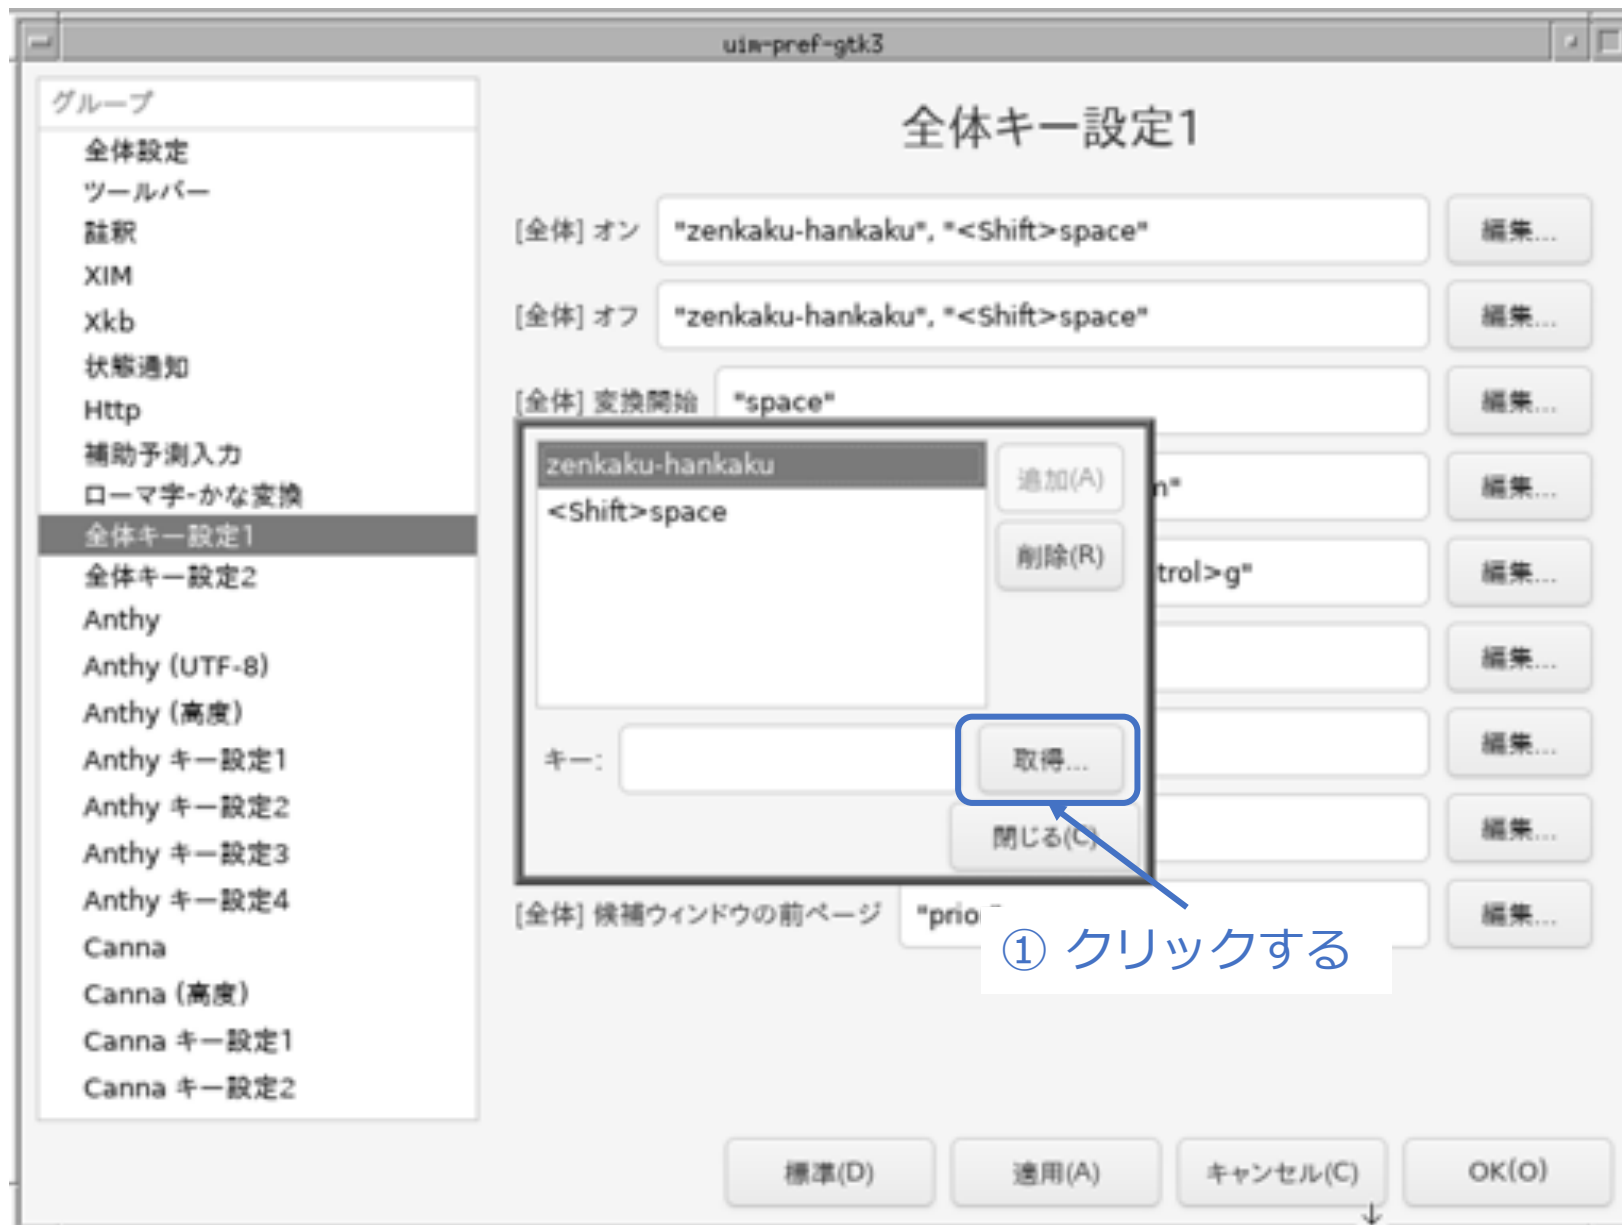 uim-pref-gtk3
グループ
全体設定
ツールバー
註釈
XIM
Xkb
状態通知
Http
補助予測入力
ローマ字-かな変換
全体キー設定1
全体キー設定2
Anthy
Anthy (UTF-8)
Anthy (高度)
Anthy キー設定1
Anthy キー設定2
Anthy キー設定3
Anthy キー設定4
Canna
Canna (高度)
Canna キー設定1
Canna キー設定2
全体キー設定1
[全体] オン "zenkaku-hankaku", "<Shift>space" 編集...
[全体] オフ "zenkaku-hankaku", "<Shift>space" 編集...
[全体] 変換開始 "space" 編集...
n" 編集...
trol>g" 編集...
編集...
編集...
編集...
[全体] 候補ウィンドウの前ページ "prio 編集...
zenkaku-hankaku
<Shift>space
追加(A)
削除(R)
キー: 取得...
閉じる(C)
① クリックする
標準(D) 適用(A) キャンセル(C) OK(O)